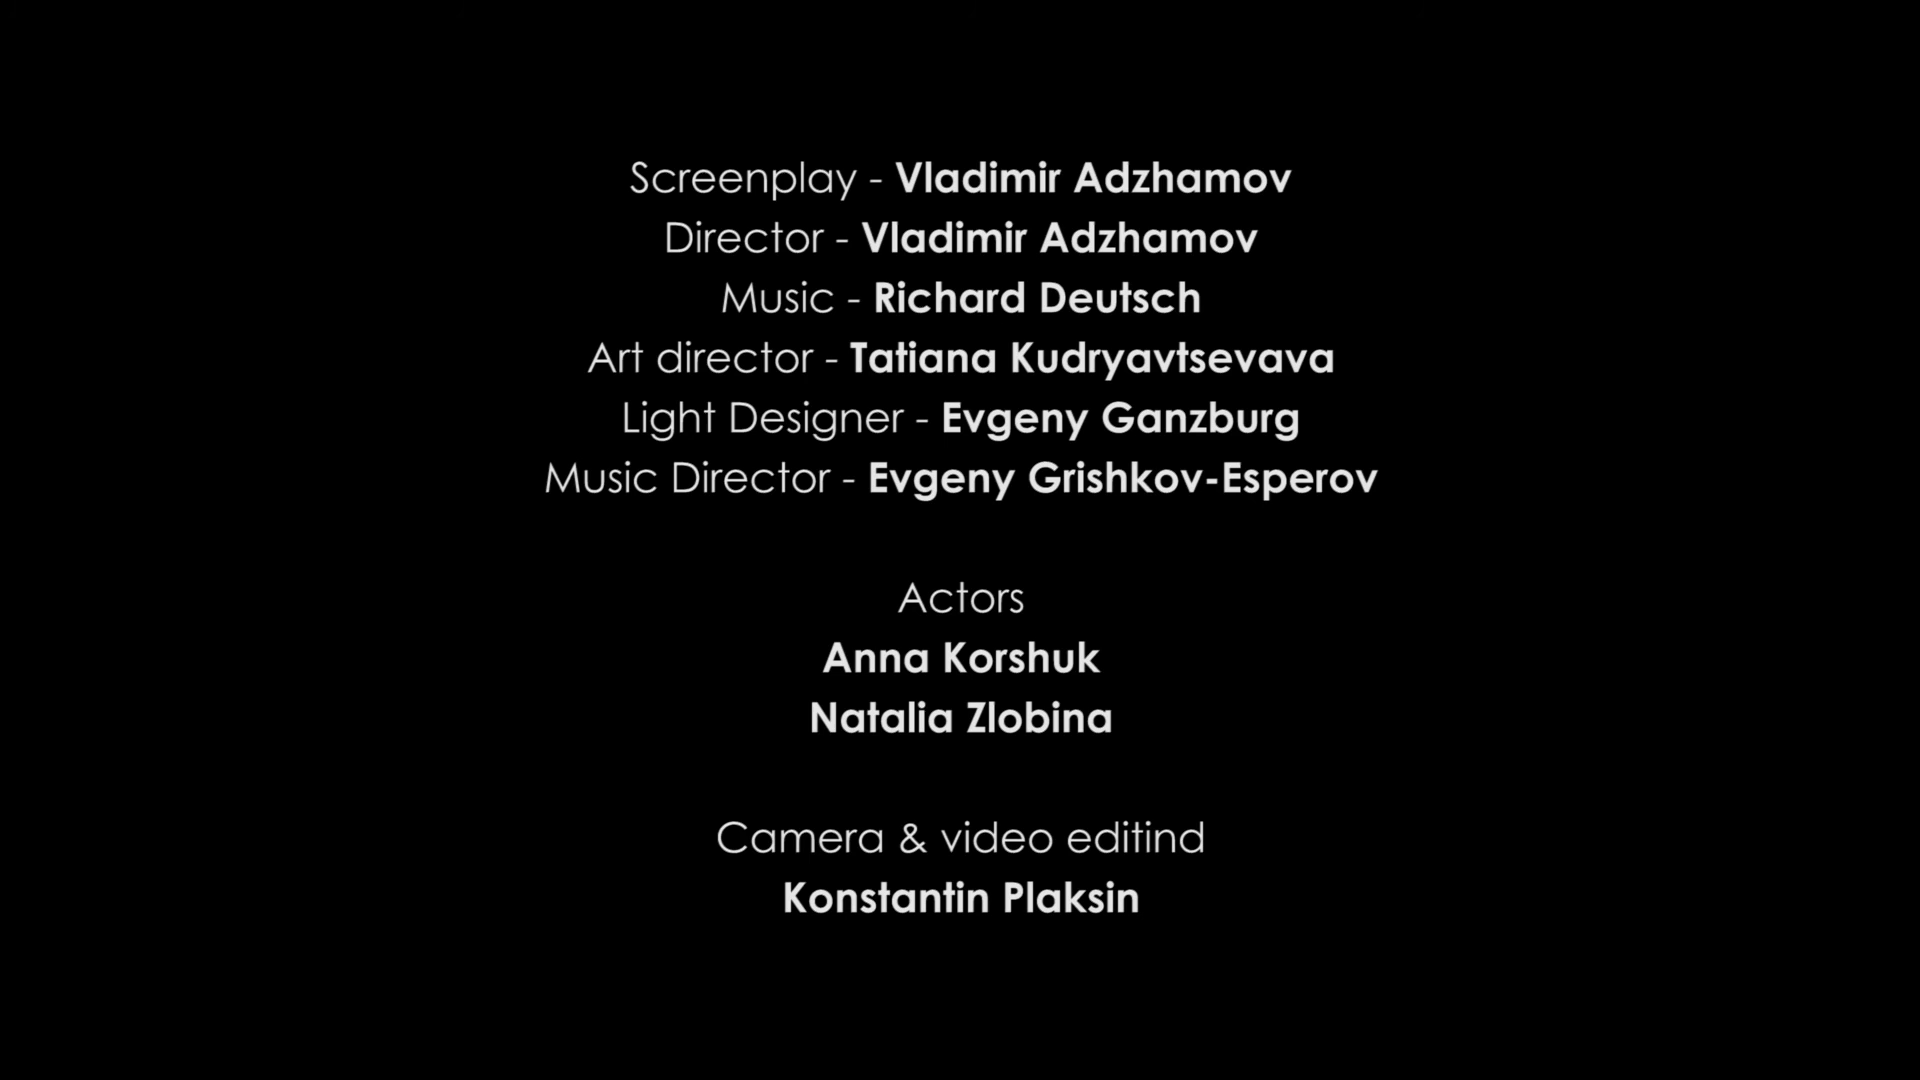 Screenplay - Vladimir Adzhamov
Director - Vladimir Adzhamov
Music - Richard Deutsch
Art director - Tatiana Kudryavtsevava
Light Designer - Evgeny Ganzburg
Music Director - Evgeny Grishkov-Esperov
Actors
Anna Korshuk
Natalia Zlobina
Camera & video editind
Konstantin Plaksin